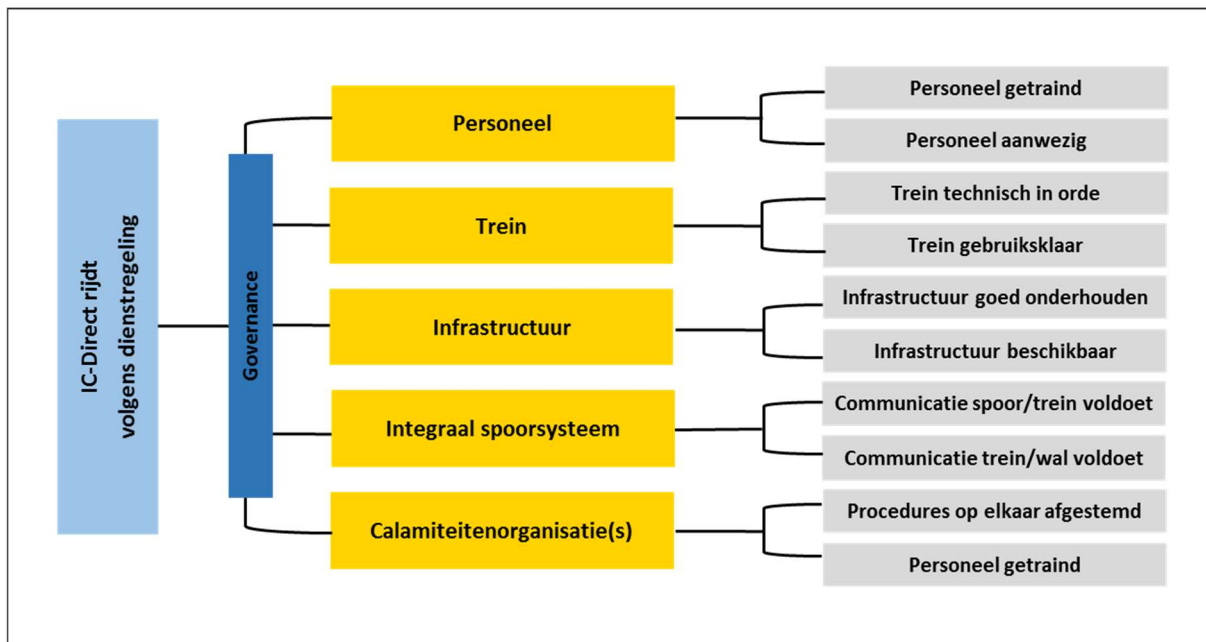 IC-Direct rijdt
volgens dienstregeling
Governance
Personeel
Personeel getraind
Personeel aanwezig
Trein
Trein technisch in orde
Trein gebruiksklaar
Infrastructuur
Infrastructuur goed onderhouden
Infrastructuur beschikbaar
Integraal spoorsysteem
Communicatie spoor/trein voldoet
Communicatie trein/wal voldoet
Calamiteitenorganisatie(s)
Procedures op elkaar afgestemd
Personeel getraind